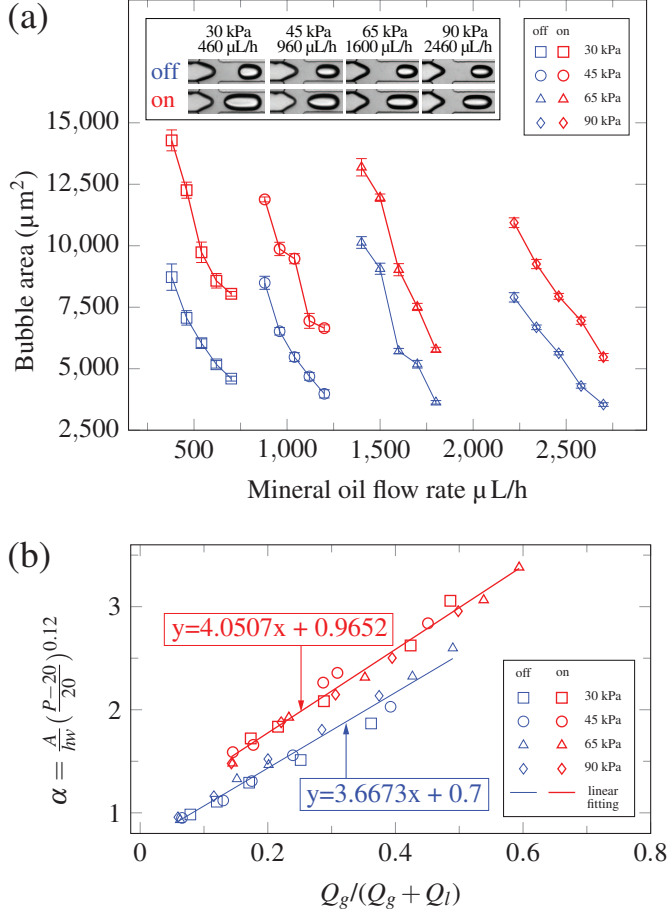 (a)
30 kPa 45 kPa 65 kPa 90 kPa
460 μL/h 960 μL/h 1600 μL/h 2460 μL/h
off
on
off on
30 kPa
45 kPa
65 kPa
90 kPa
15,000
12,500
10,000
7,500
5,000
2,500
Bubble area (μm²)
500 1,000 1,500 2,000 2,500
Mineral oil flow rate μL/h
(b)
3
2
1
α = A/hw (P−20/20)^0.12
y=4.0507x + 0.9652
y=3.6673x + 0.7
off on
30 kPa
45 kPa
65 kPa
90 kPa
linear
fitting
0 0.2 0.4 0.6 0.8
Qg/(Qg + Ql)